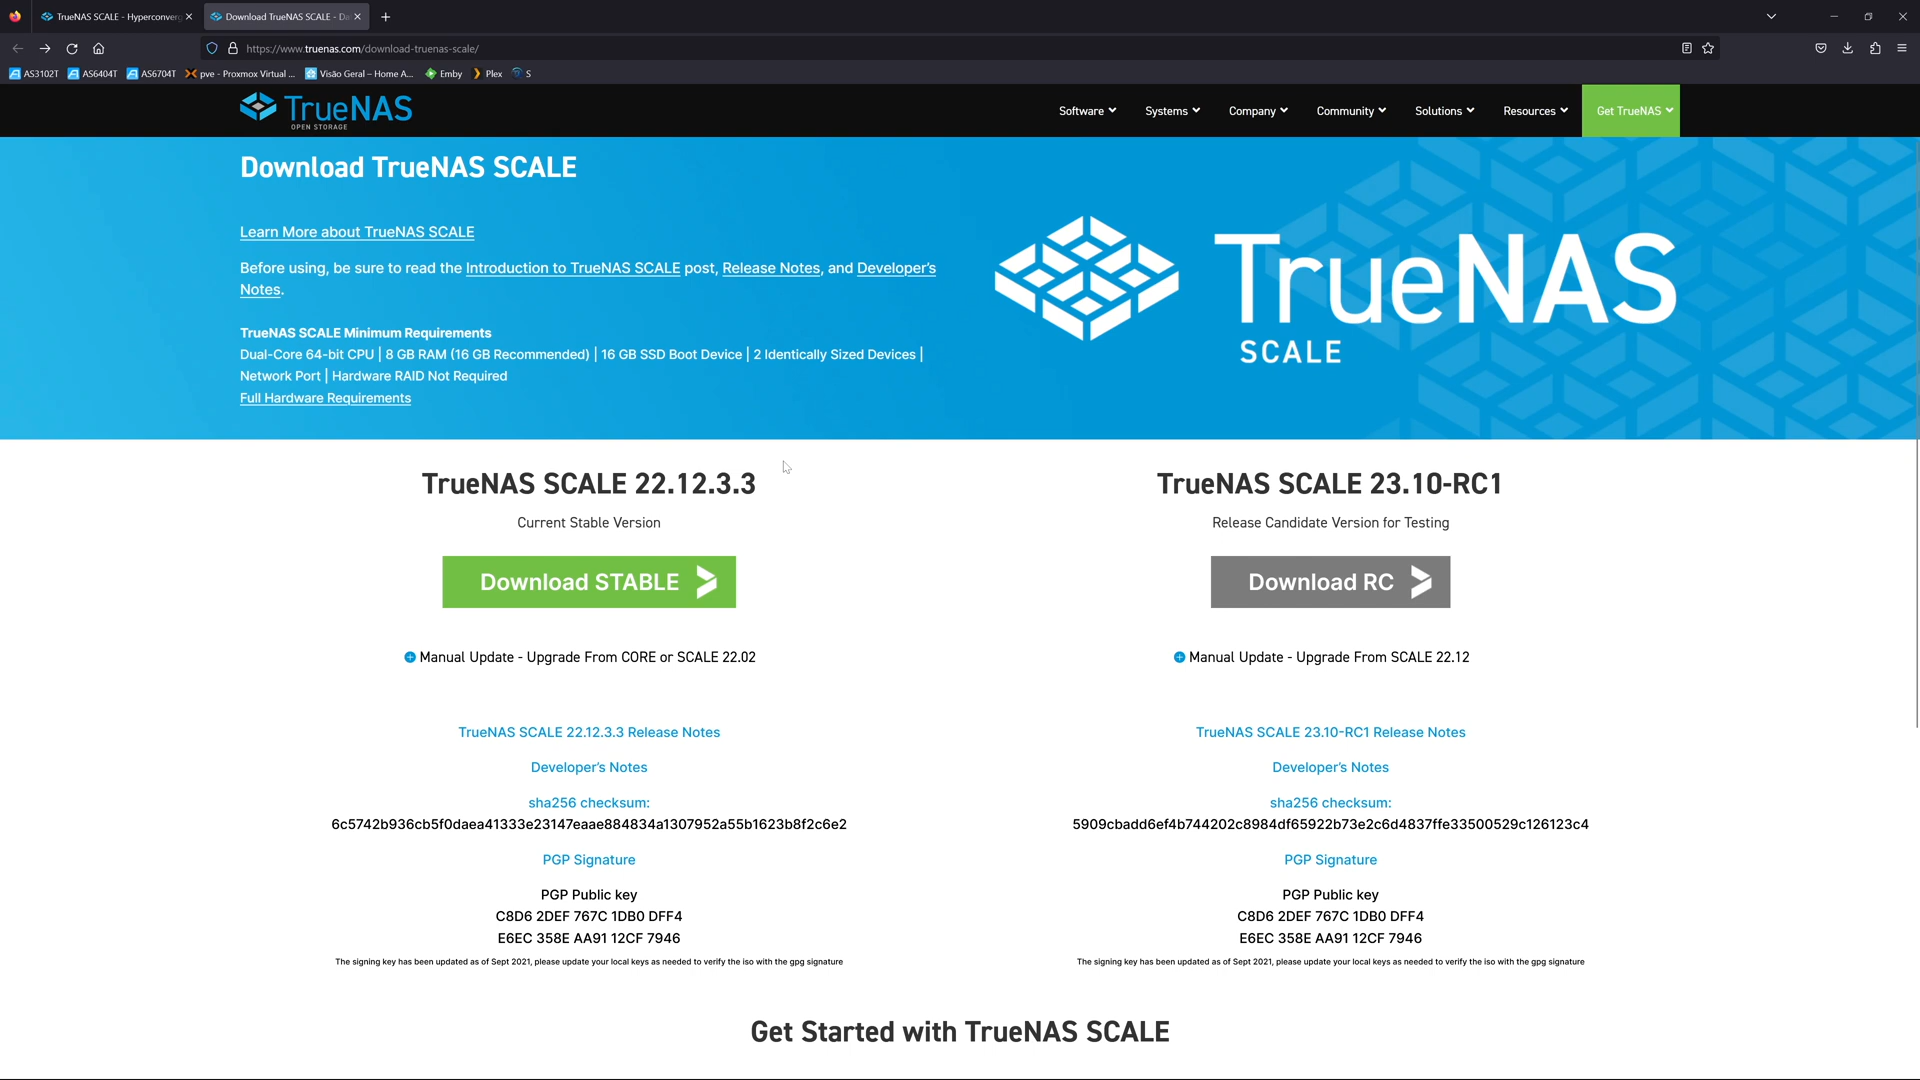 TrueNAS SCALE - Hyperconverg
Download TrueNAS SCALE - Da
https://www.truenas.com/download-truenas-scale/
AS3102T AS6404T AS6704T pve - Proxmox Virtual ... Visão Geral – Home A... Emby Plex S
TrueNAS
OPEN STORAGE
Software Systems Company Community Solutions Resources Get TrueNAS
Download TrueNAS SCALE
Learn More about TrueNAS SCALE
Before using, be sure to read the Introduction to TrueNAS SCALE post, Release Notes, and Developer's
Notes.
TrueNAS SCALE Minimum Requirements
Dual-Core 64-bit CPU | 8 GB RAM (16 GB Recommended) | 16 GB SSD Boot Device | 2 Identically Sized Devices |
Network Port | Hardware RAID Not Required
Full Hardware Requirements
TrueNAS
SCALE
TrueNAS SCALE 22.12.3.3
Current Stable Version
Download STABLE
Manual Update - Upgrade From CORE or SCALE 22.02
TrueNAS SCALE 22.12.3.3 Release Notes
Developer's Notes
sha256 checksum:
6c5742b936cb5f0daea41333e23147eaae884834a1307952a55b1623b8f2c6e2
PGP Signature
PGP Public key
C8D6 2DEF 767C 1DB0 DFF4
E6EC 358E AA91 12CF 7946
The signing key has been updated as of Sept 2021, please update your local keys as needed to verify the iso with the gpg signature
TrueNAS SCALE 23.10-RC1
Release Candidate Version for Testing
Download RC
Manual Update - Upgrade From SCALE 22.12
TrueNAS SCALE 23.10-RC1 Release Notes
Developer's Notes
sha256 checksum:
5909cbadd6ef4b744202c8984df65922b73e2c6d4837ffe33500529c126123c4
PGP Signature
PGP Public key
C8D6 2DEF 767C 1DB0 DFF4
E6EC 358E AA91 12CF 7946
The signing key has been updated as of Sept 2021, please update your local keys as needed to verify the iso with the gpg signature
Get Started with TrueNAS SCALE